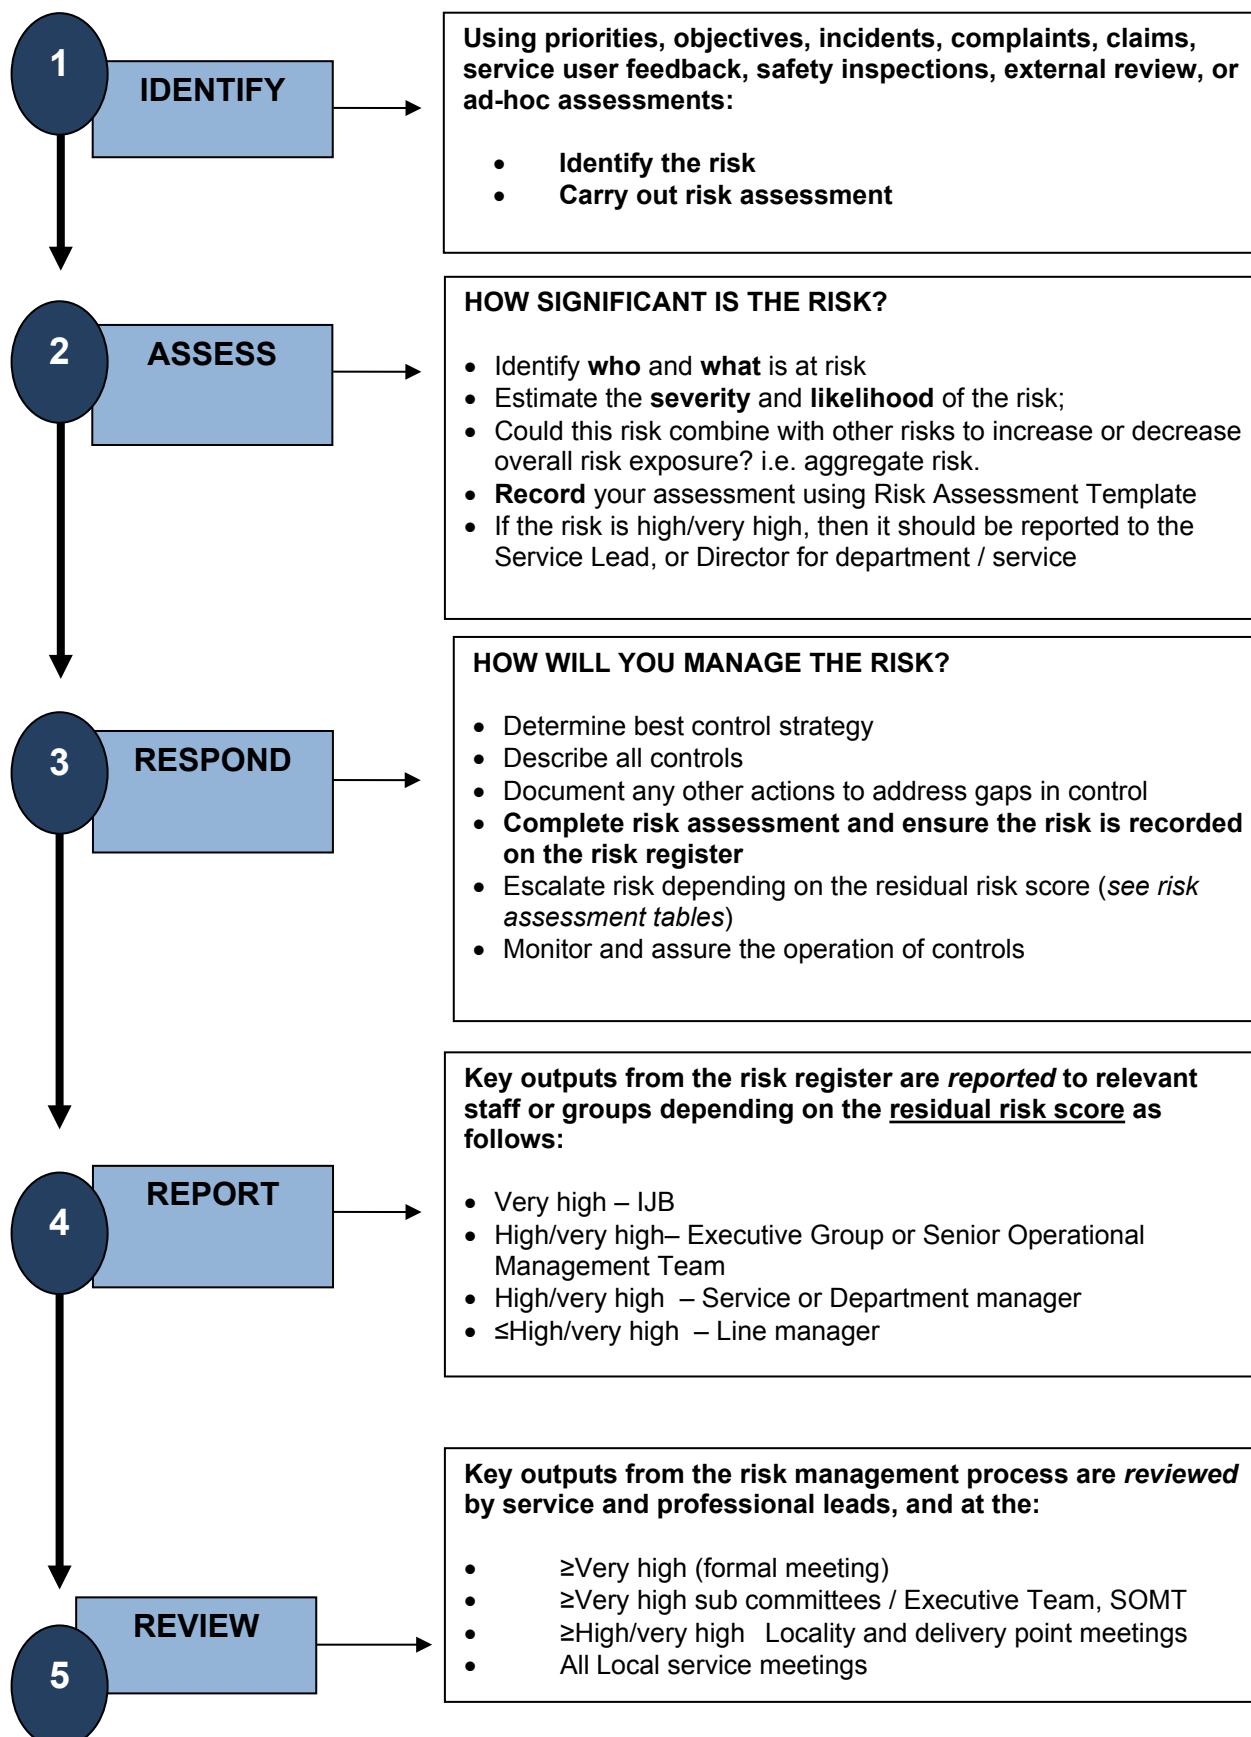 1
IDENTIFY
Using priorities, objectives, incidents, complaints, claims,
service user feedback, safety inspections, external review, or
ad-hoc assessments:
• Identify the risk
• Carry out risk assessment
2
ASSESS
HOW SIGNIFICANT IS THE RISK?
• Identify who and what is at risk
• Estimate the severity and likelihood of the risk;
• Could this risk combine with other risks to increase or decrease
overall risk exposure? i.e. aggregate risk.
• Record your assessment using Risk Assessment Template
• If the risk is high/very high, then it should be reported to the
Service Lead, or Director for department / service
3
RESPOND
HOW WILL YOU MANAGE THE RISK?
• Determine best control strategy
• Describe all controls
• Document any other actions to address gaps in control
• Complete risk assessment and ensure the risk is recorded
on the risk register
• Escalate risk depending on the residual risk score (see risk
assessment tables)
• Monitor and assure the operation of controls
4
REPORT
Key outputs from the risk register are reported to relevant
staff or groups depending on the residual risk score as
follows:
• Very high – IJB
• High/very high– Executive Group or Senior Operational
Management Team
• High/very high – Service or Department manager
• ≤High/very high – Line manager
5
REVIEW
Key outputs from the risk management process are reviewed
by service and professional leads, and at the:
• ≥Very high (formal meeting)
• ≥Very high sub committees / Executive Team, SOMT
• ≥High/very high Locality and delivery point meetings
• All Local service meetings